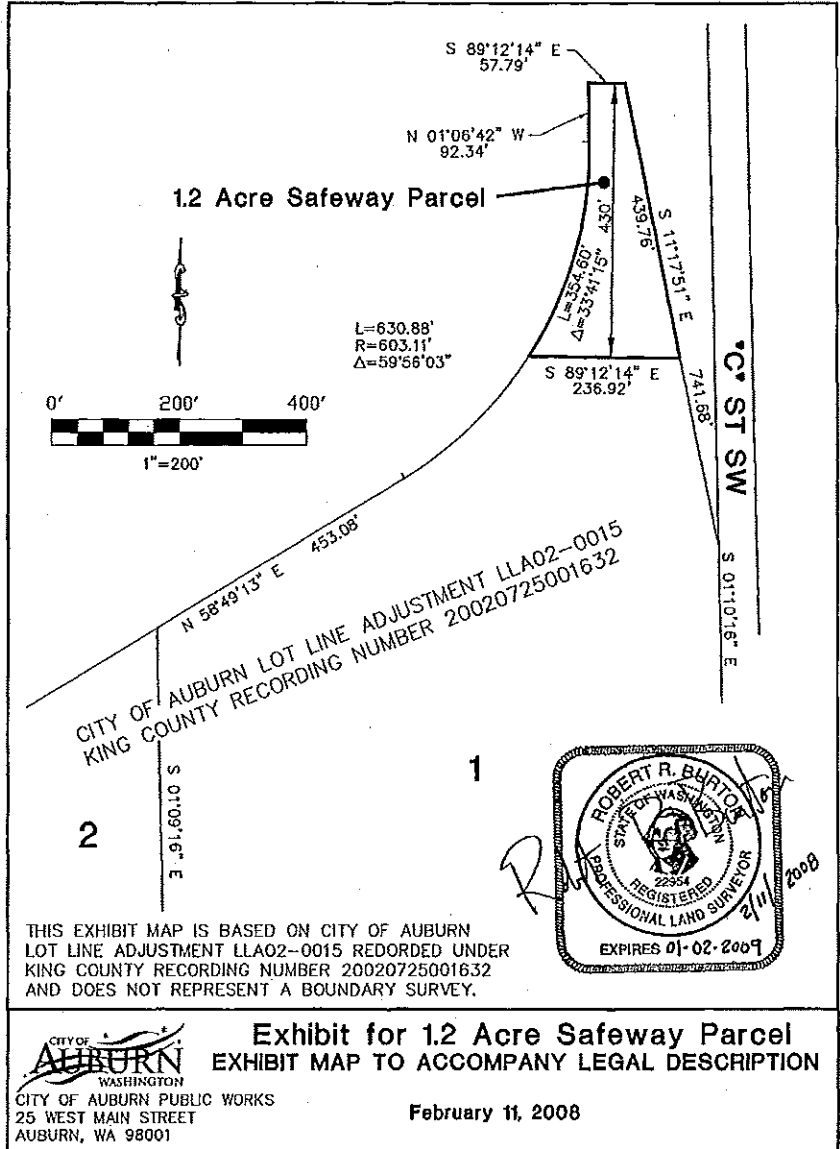 S 89°12'14" E
57.79'
N 01°06'42" W
92.34'
1.2 Acre Safeway Parcel
430'
439.76'
S 11°17'51" E
L=354.60'
Δ=33°41'15"
L=630.88'
R=603.11'
Δ=59°56'03"
S 89°12'14" E
236.92'
741.68'
"C" ST SW
0' 200' 400'
1"=200'
N 58°49'13" E 453.08'
S 01°10'16" E
CITY OF AUBURN LOT LINE ADJUSTMENT LLA02-0015
KING COUNTY RECORDING NUMBER 20020725001632
S 01°09'16" E
1
2
ROBERT R. BURTON
STATE OF WASHINGTON
22954
REGISTERED
PROFESSIONAL LAND SURVEYOR
2/11/2008
EXPIRES 01-02-2009
THIS EXHIBIT MAP IS BASED ON CITY OF AUBURN
LOT LINE ADJUSTMENT LLA02-0015 REDORDED UNDER
KING COUNTY RECORDING NUMBER 20020725001632
AND DOES NOT REPRESENT A BOUNDARY SURVEY.
CITY OF
AUBURN
WASHINGTON
CITY OF AUBURN PUBLIC WORKS
25 WEST MAIN STREET
AUBURN, WA 98001
Exhibit for 1.2 Acre Safeway Parcel
EXHIBIT MAP TO ACCOMPANY LEGAL DESCRIPTION
February 11, 2008